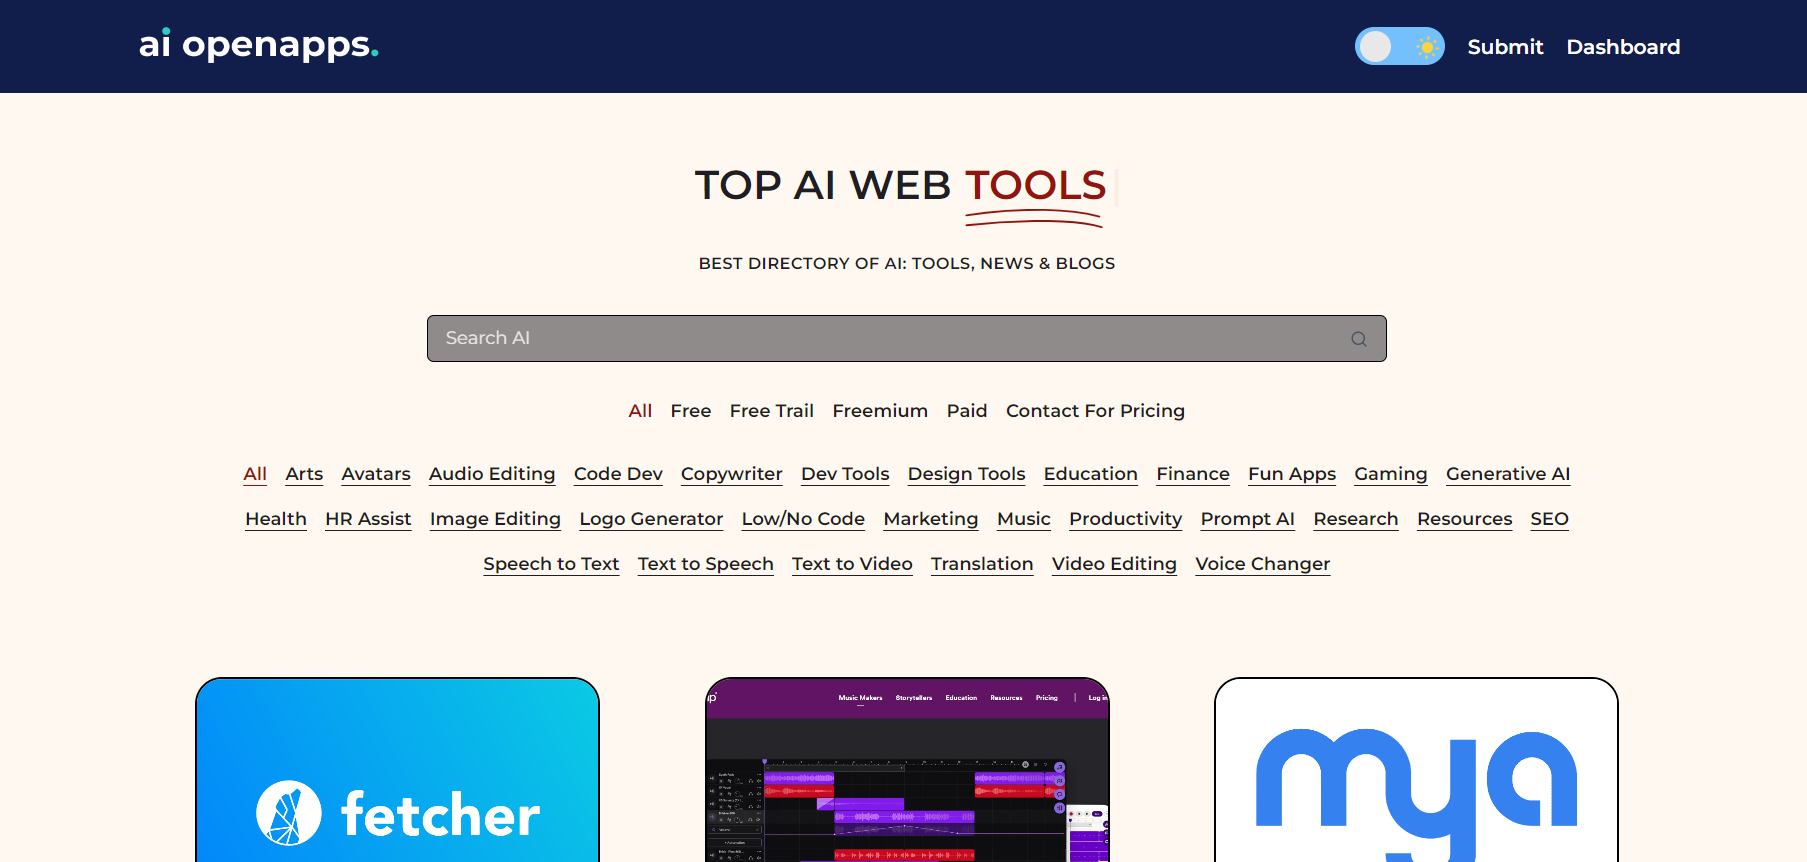 ai openapps.
Submit Dashboard
TOP AI WEB TOOLS
BEST DIRECTORY OF AI: TOOLS, NEWS & BLOGS
Search AI
All Free Free Trail Freemium Paid Contact For Pricing
All Arts Avatars Audio Editing Code Dev Copywriter Dev Tools Design Tools Education Finance Fun Apps Gaming Generative AI
Health HR Assist Image Editing Logo Generator Low/No Code Marketing Music Productivity Prompt AI Research Resources SEO
Speech to Text Text to Speech Text to Video Translation Video Editing Voice Changer
Music Makers Storytellers Education Resources Pricing | Log in
fetcher
mya